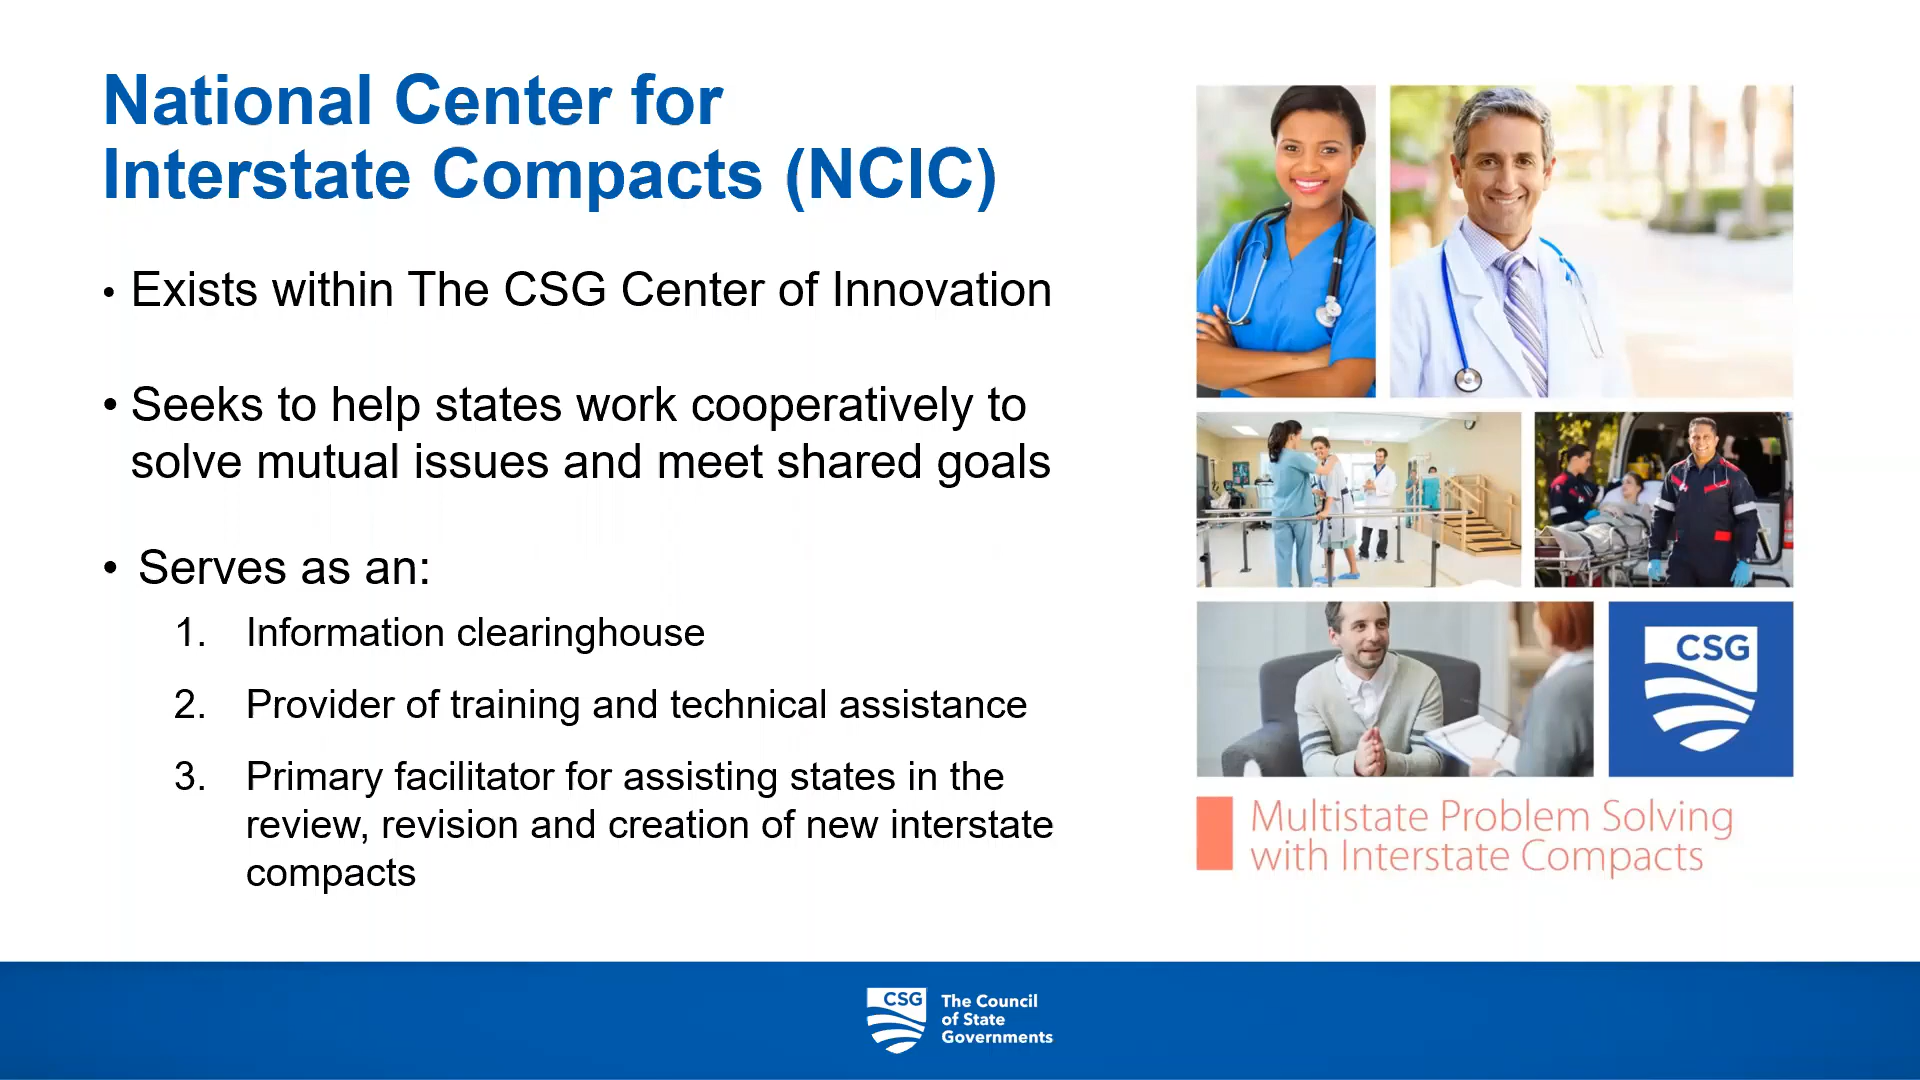 National Center for
Interstate Compacts (NCIC)
• Exists within The CSG Center of Innovation
• Seeks to help states work cooperatively to
solve mutual issues and meet shared goals
• Serves as an:
1. Information clearinghouse
2. Provider of training and technical assistance
3. Primary facilitator for assisting states in the
review, revision and creation of new interstate
compacts
CSG
Multistate Problem Solving
with Interstate Compacts
CSG
The Council
of State
Governments